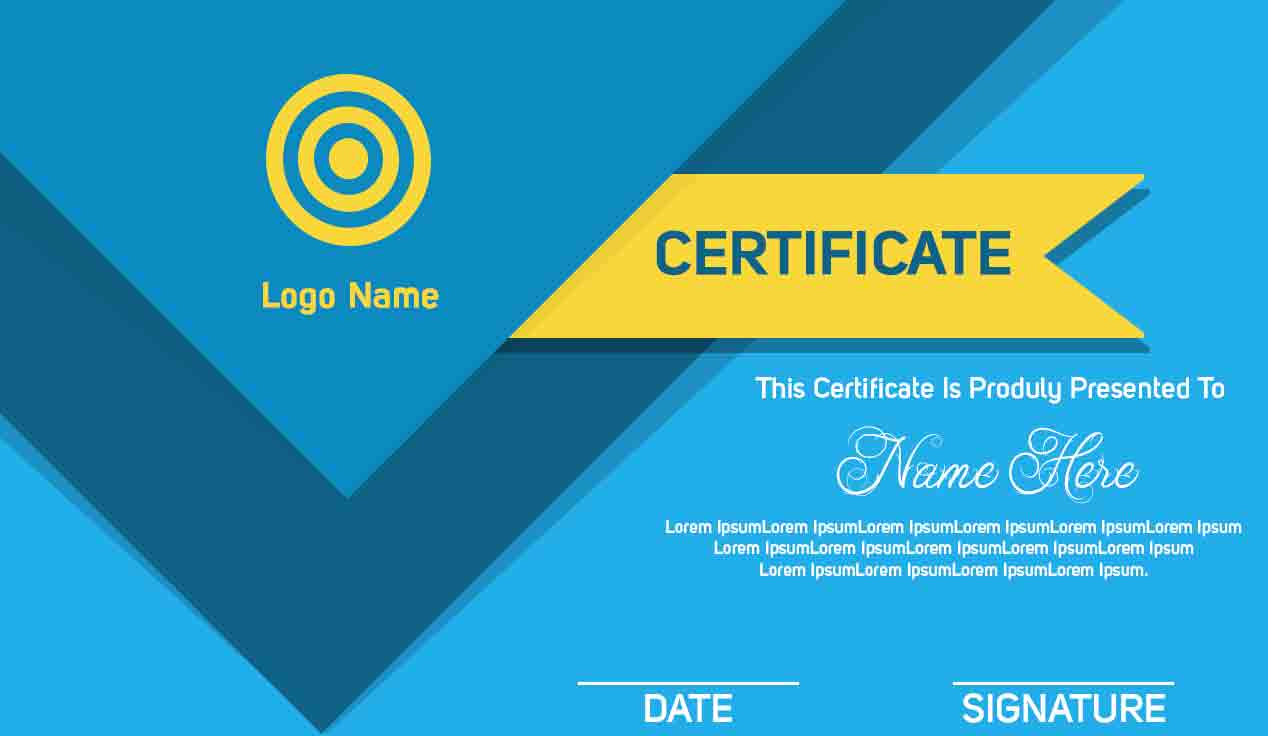 Logo Name
CERTIFICATE
This Certificate Is Produly Presented To
Name Here
Lorem IpsumLorem IpsumLorem IpsumLorem IpsumLorem IpsumLorem Ipsum
Lorem IpsumLorem IpsumLorem IpsumLorem IpsumLorem Ipsum
Lorem IpsumLorem IpsumLorem IpsumLorem Ipsum.
DATE
SIGNATURE